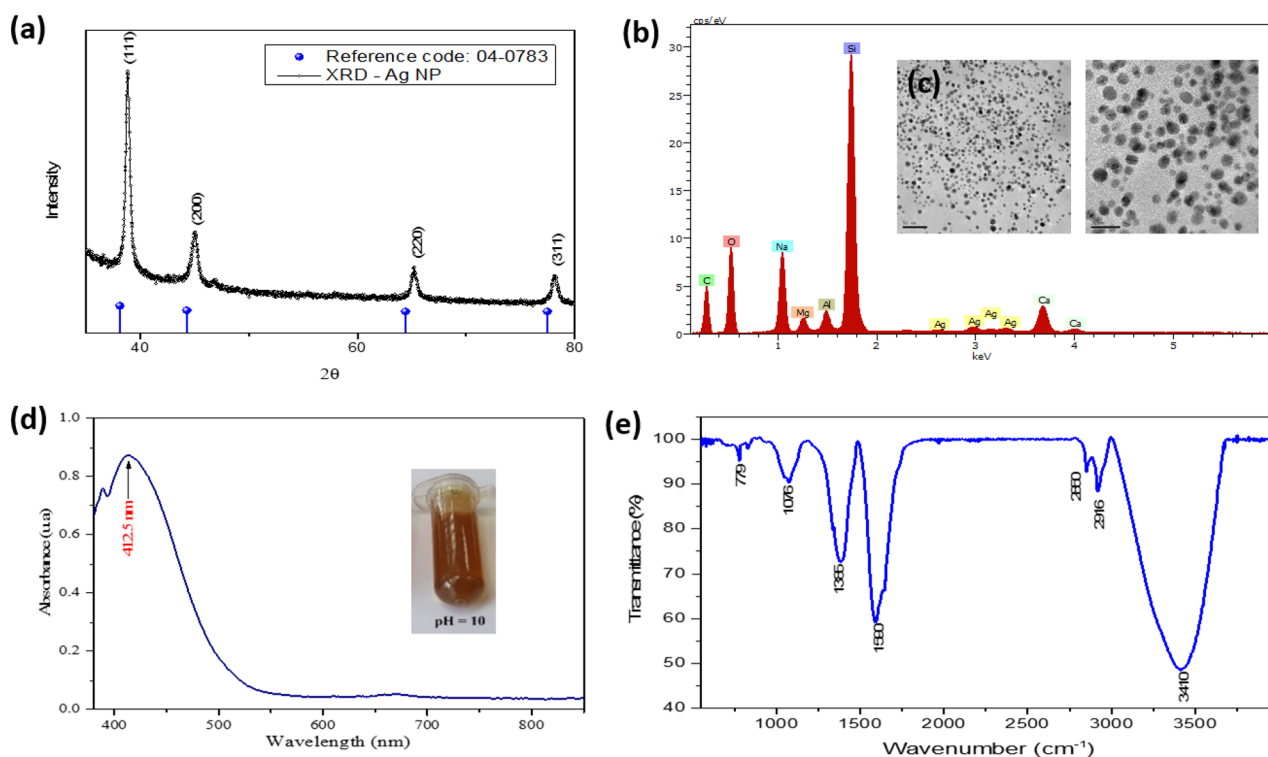 (a)
(111)
(200)
(220)
(311)
Reference code: 04-0783
XRD - Ag NP
Intensity
40
60
80
2θ
(b)
cps/eV
30
25
20
15
10
5
0
C
O
Na
Mg
Al
Si
Ag
Ag
Ag
Ag
Ca
Ca
1
2
3
4
5
keV
(c)
(d)
1.0
0.8
0.6
0.4
0.2
0.0
Absorbance (u.a)
412.5 nm
pH = 10
400
500
600
700
800
Wavelength (nm)
(e)
100
90
80
70
60
50
40
Transmittance (%)
779
1076
1385
1590
2850
2916
3410
1000
1500
2000
2500
3000
3500
Wavenumber (cm⁻¹)